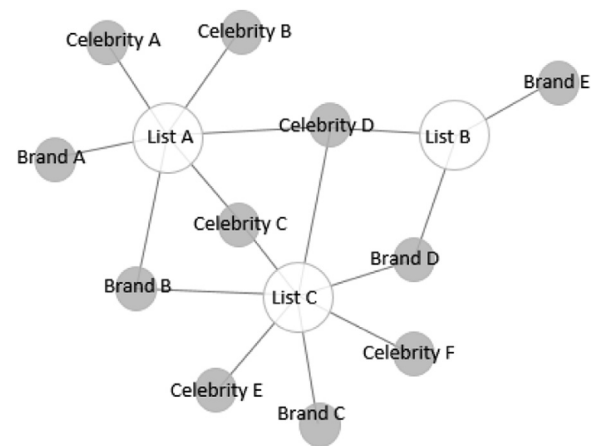 Celebrity A
Celebrity B
Brand E
List A
Celebrity D
List B
Brand A
Celebrity C
Brand D
Brand B
List C
Celebrity F
Celebrity E
Brand C